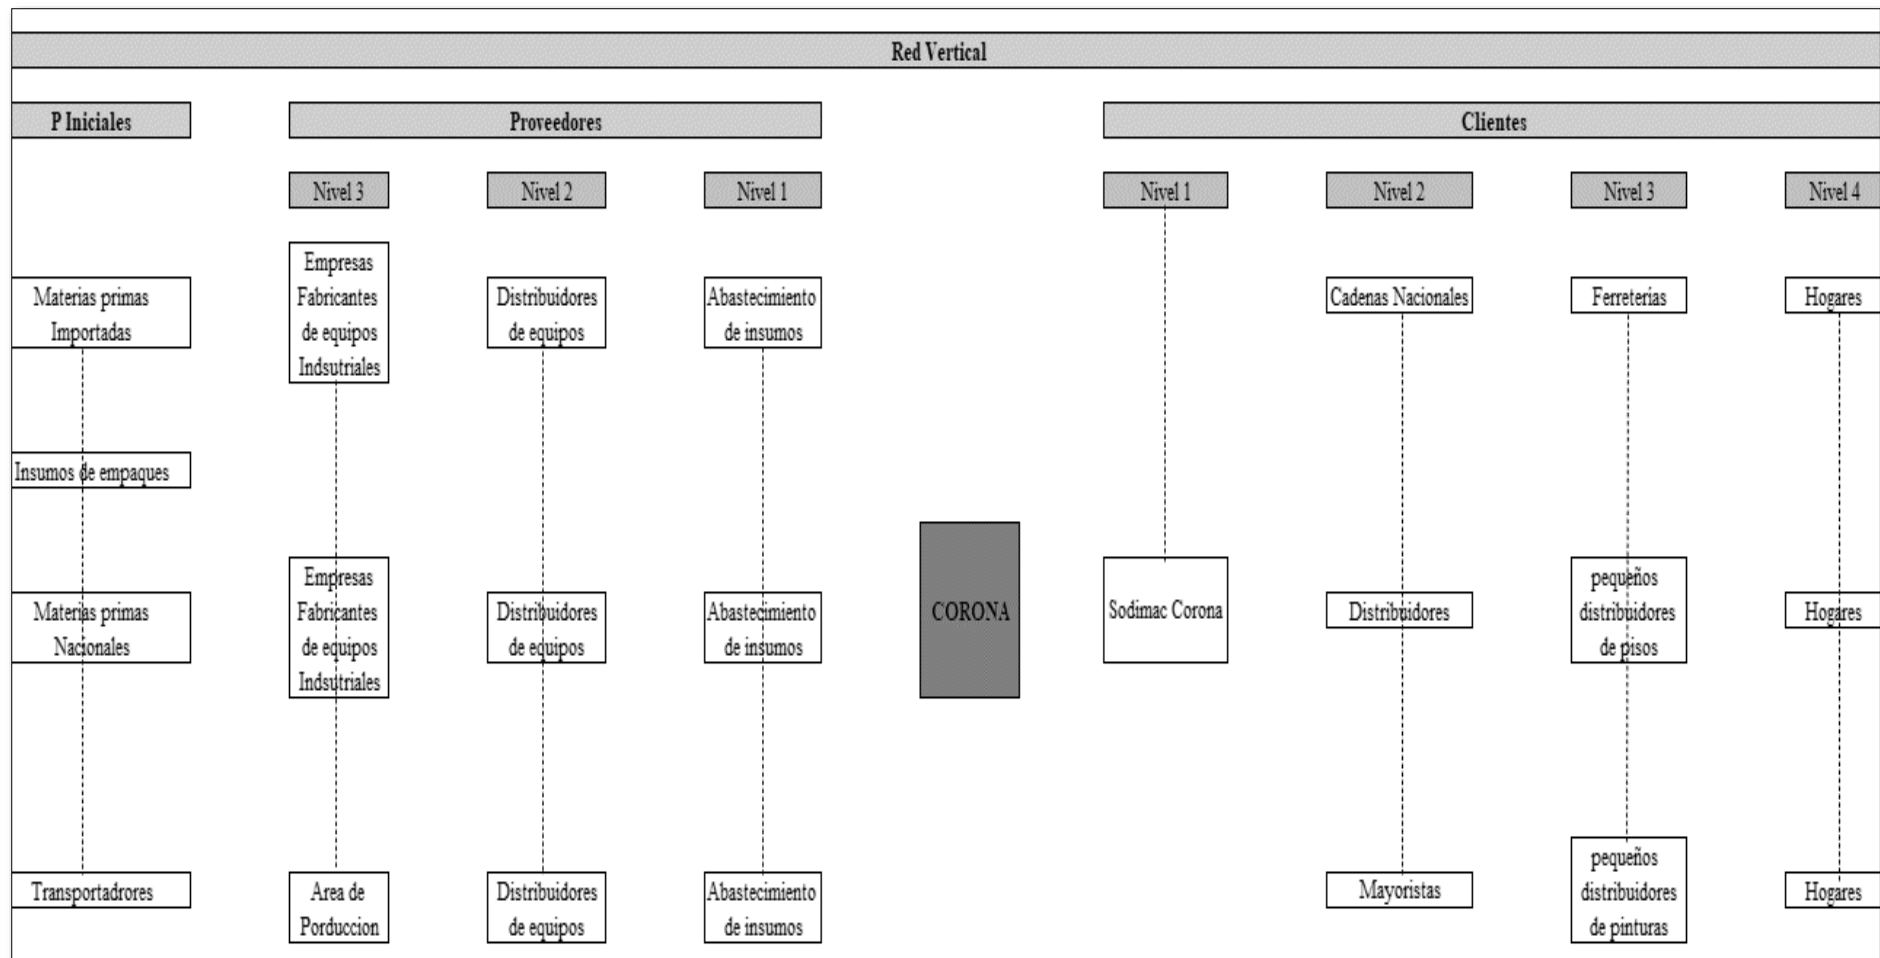 Red Vertical
P Iniciales
Proveedores
Clientes
Nivel 3
Nivel 2
Nivel 1
Nivel 1
Nivel 2
Nivel 3
Nivel 4
Materias primas
Importadas
Empresas
Fabricantes
de equipos
Indsutriales
Distribuidores
de equipos
Abastecimiento
de insumos
Cadenas Nacionales
Ferreterías
Hogares
Insumos de empaques
Materias primas
Nacionales
Empresas
Fabricantes
de equipos
Indsutriales
Distribuidores
de equipos
Abastecimiento
de insumos
CORONA
Sodimac Corona
Distribuidores
pequeños
distribuidores
de pisos
Hogares
Transportadrores
Area de
Porduccion
Distribuidores
de equipos
Abastecimiento
de insumos
Mayoristas
pequeños
distribuidores
de pinturas
Hogares